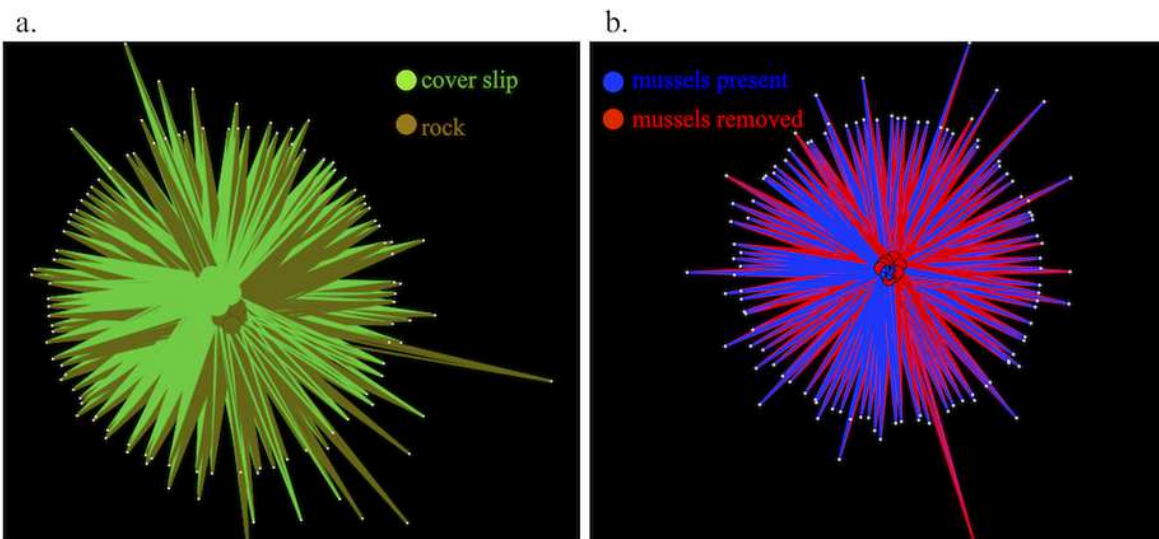 a.
cover slip
rock
b.
mussels present
mussels removed